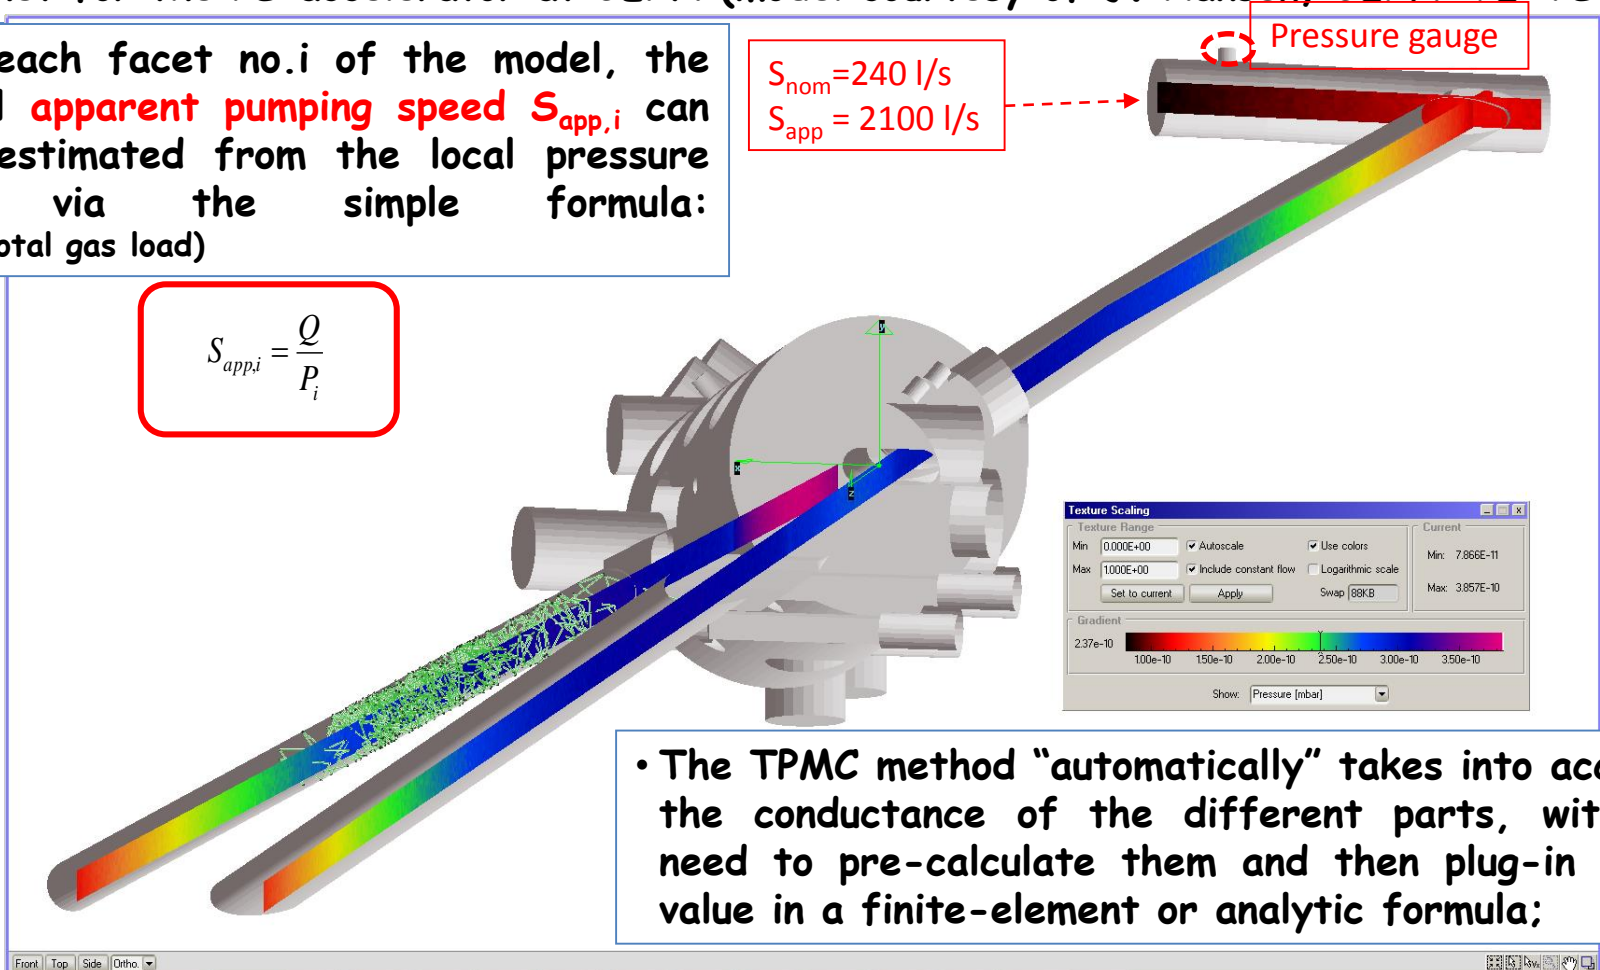 each facet no.i of the model, the
apparent pumping speed Sapp,i can
estimated from the local pressure
via the simple formula:
otal gas load)
Sapp,i = Q / Pi
Snom=240 l/s
Sapp = 2100 l/s
Pressure gauge
y
x
z
Texture Scaling
Texture Range
Current
Min 0.000E+00 Autoscale Use colors Min: 7.866E-11
Max 1.000E+00 Include constant flow Logarithmic scale Max: 3.857E-10
Set to current Apply Swap 88KB
Gradient
2.37e-10
1.00e-10 1.50e-10 2.00e-10 2.50e-10 3.00e-10 3.50e-10
Show: Pressure [mbar]
• The TPMC method “automatically” takes into acc
the conductance of the different parts, wit
need to pre-calculate them and then plug-in
value in a finite-element or analytic formula;
Front Top Side Ortho.